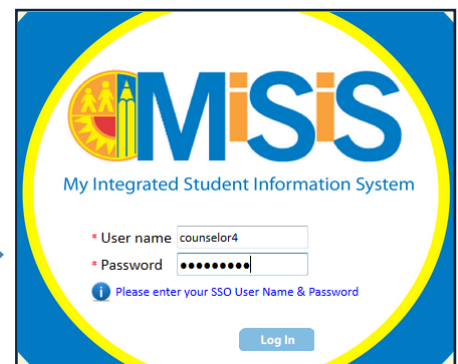 MiSiS
My Integrated Student Information System
* User name counselor4
* Password ●●●●●●●●●
i Please enter your SSO User Name & Password
Log In